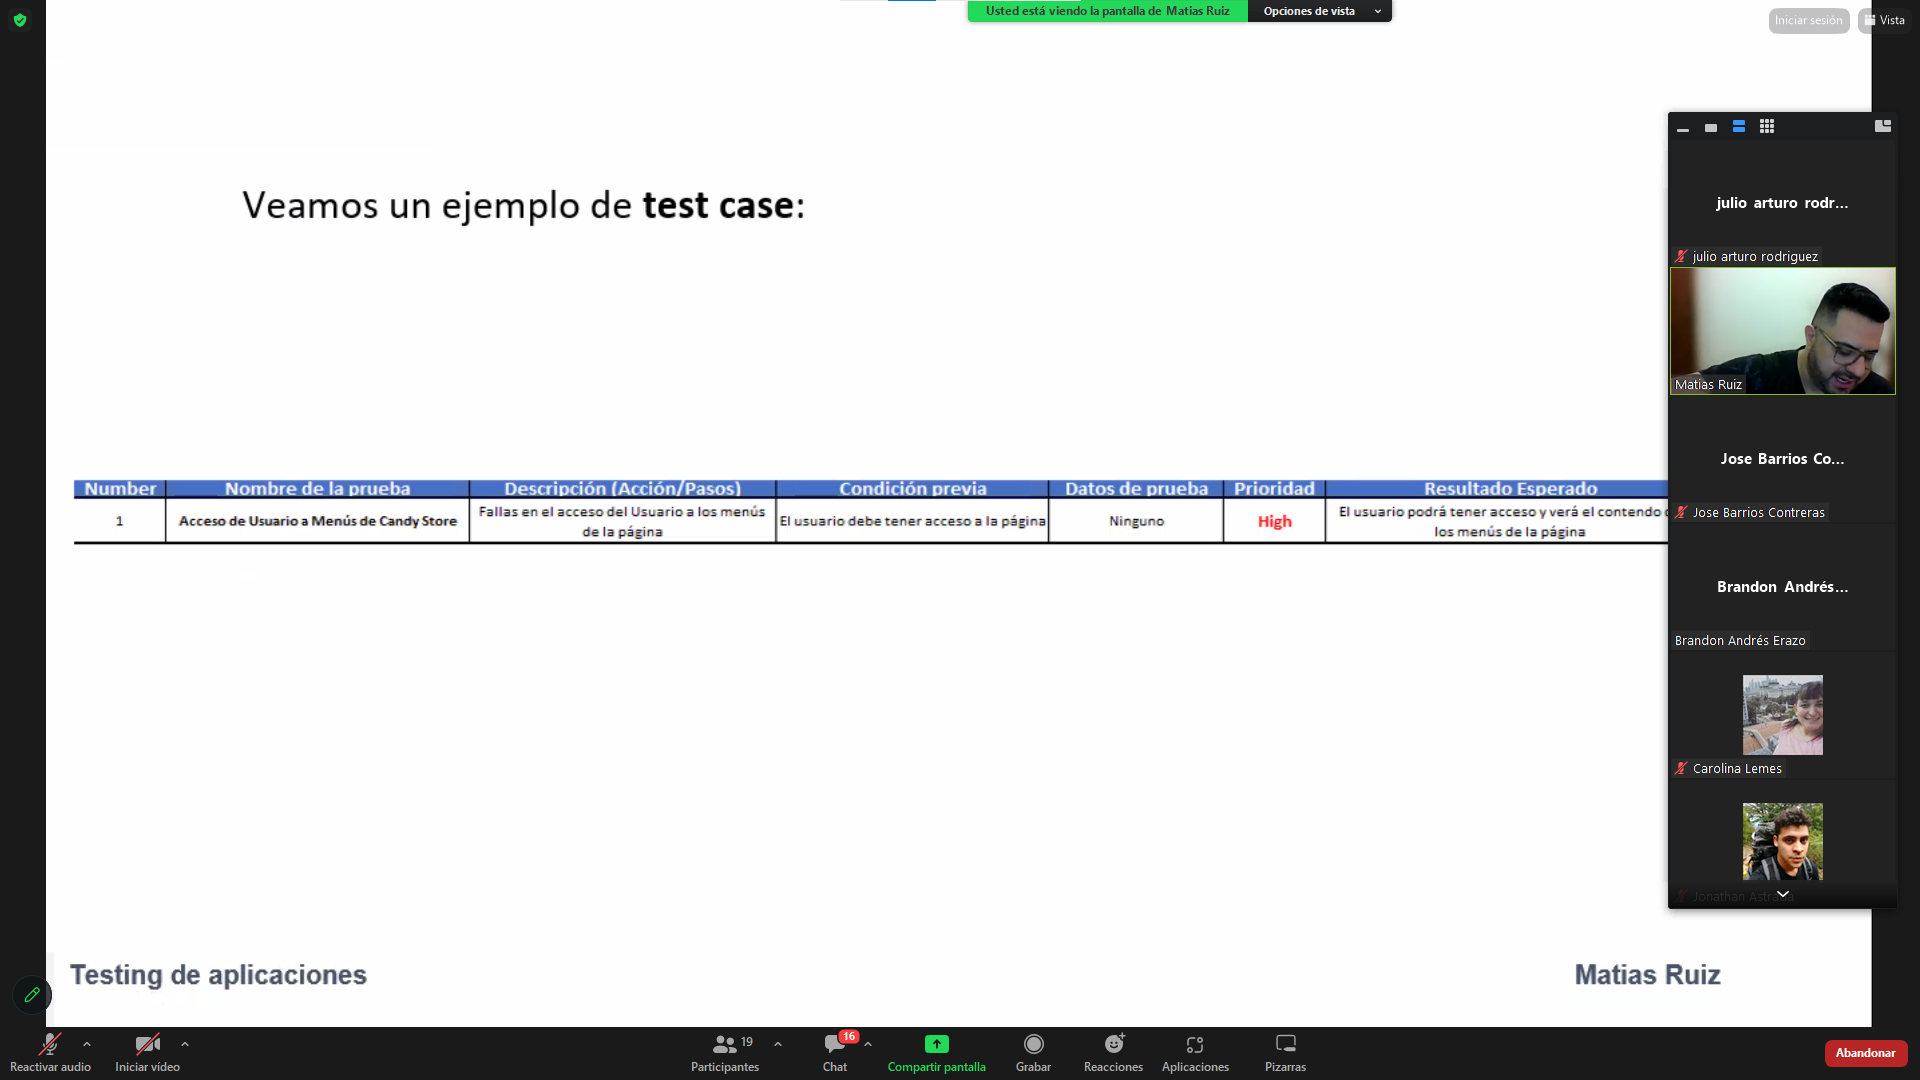 Usted está viendo la pantalla de Matias Ruiz
Opciones de vista
Iniciar sesión
Vista
Veamos un ejemplo de test case:
Number Nombre de la prueba Descripción (Acción/Pasos) Condición previa Datos de prueba Prioridad Resultado Esperado
1
Acceso de Usuario a Menús de Candy Store
Fallas en el acceso del Usuario a los menús
de la página
El usuario debe tener acceso a la página
Ninguno
High
El usuario podrá tener acceso y verá el contendo
los menús de la página
julio arturo rodr...
julio arturo rodriguez
Matias Ruiz
Jose Barrios Co...
Jose Barrios Contreras
Brandon Andrés...
Brandon Andrés Erazo
Carolina Lemes
Jonathan
Testing de aplicaciones
Matias Ruiz
Reactivar audio
Iniciar vídeo
19
Participantes
16
Chat
Compartir pantalla
Grabar
Reacciones
Aplicaciones
Pizarras
Abandonar